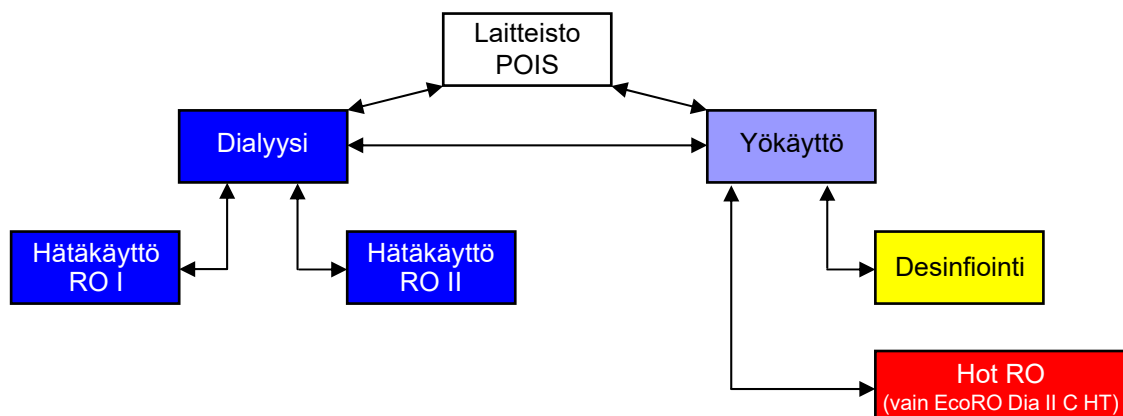 Laitteisto
POIS
Dialyysi
Yökäyttö
Hätäkäyttö
RO I
Hätäkäyttö
RO II
Desinfiointi
Hot RO
(vain EcoRO Dia II C HT)